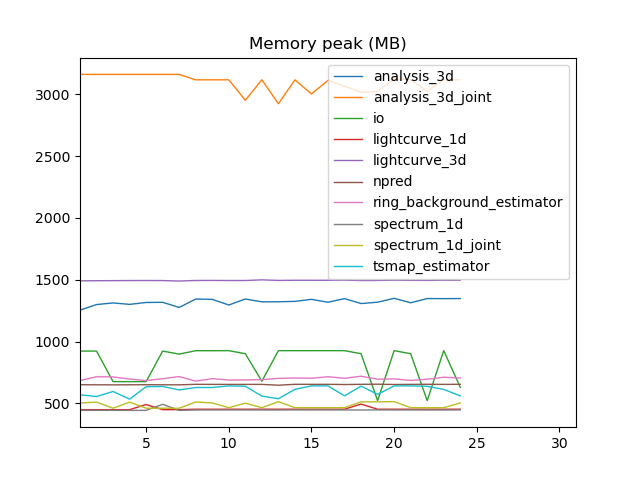 Memory peak (MB)
3000
2500
2000
1500
1000
500
5
10
15
20
25
30
analysis_3d
analysis_3d_joint
io
lightcurve_1d
lightcurve_3d
npred
ring_background_estimator
spectrum_1d
spectrum_1d_joint
tsmap_estimator